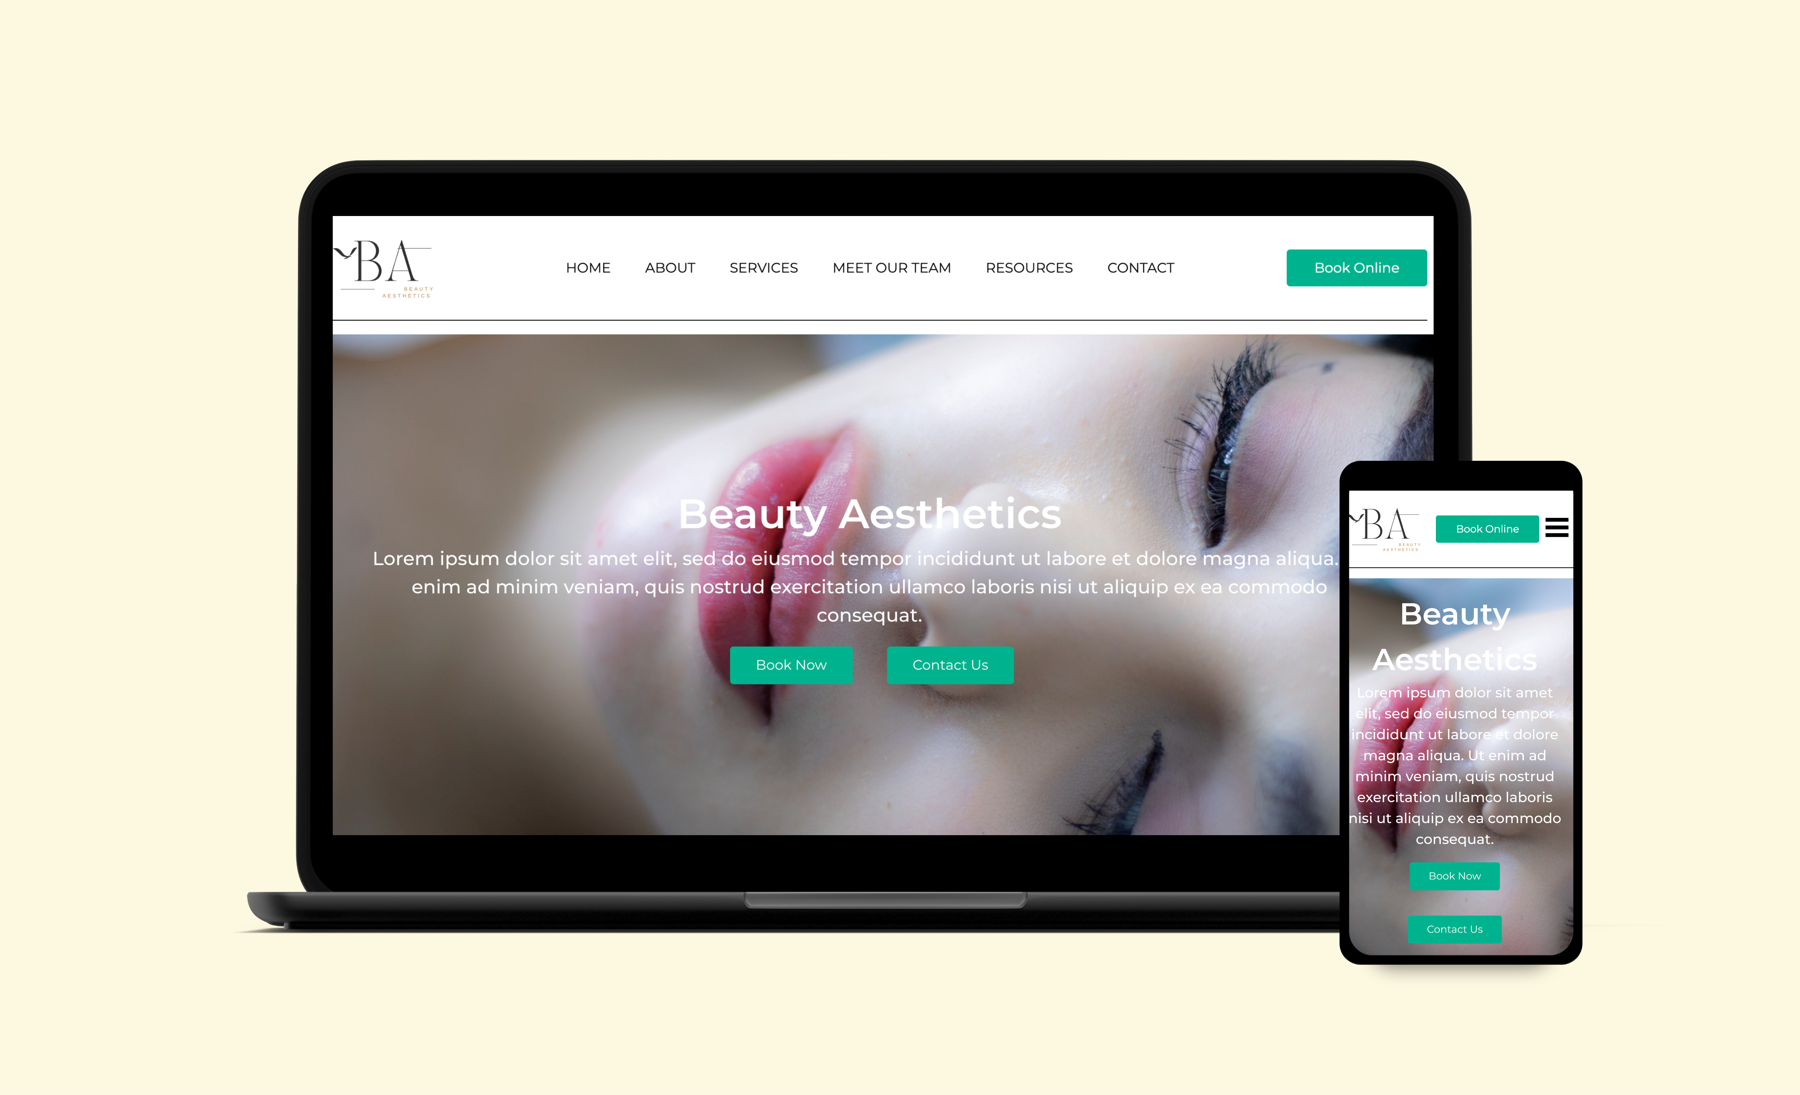 BA
BEAUTY
AESTHETICS
HOME ABOUT SERVICES MEET OUR TEAM RESOURCES CONTACT
Book Online
Beauty Aesthetics
Lorem ipsum dolor sit amet elit, sed do eiusmod tempor incididunt ut labore et dolore magna aliqua.
enim ad minim veniam, quis nostrud exercitation ullamco laboris nisi ut aliquip ex ea commodo
consequat.
Book Now Contact Us
BA
BEAUTY
AESTHETICS
Book Online
Beauty
Aesthetics
Lorem ipsum dolor sit amet
elit, sed do eiusmod tempor
incididunt ut labore et dolore
magna aliqua. Ut enim ad
minim veniam, quis nostrud
exercitation ullamco laboris
nisi ut aliquip ex ea commodo
consequat.
Book Now
Contact Us